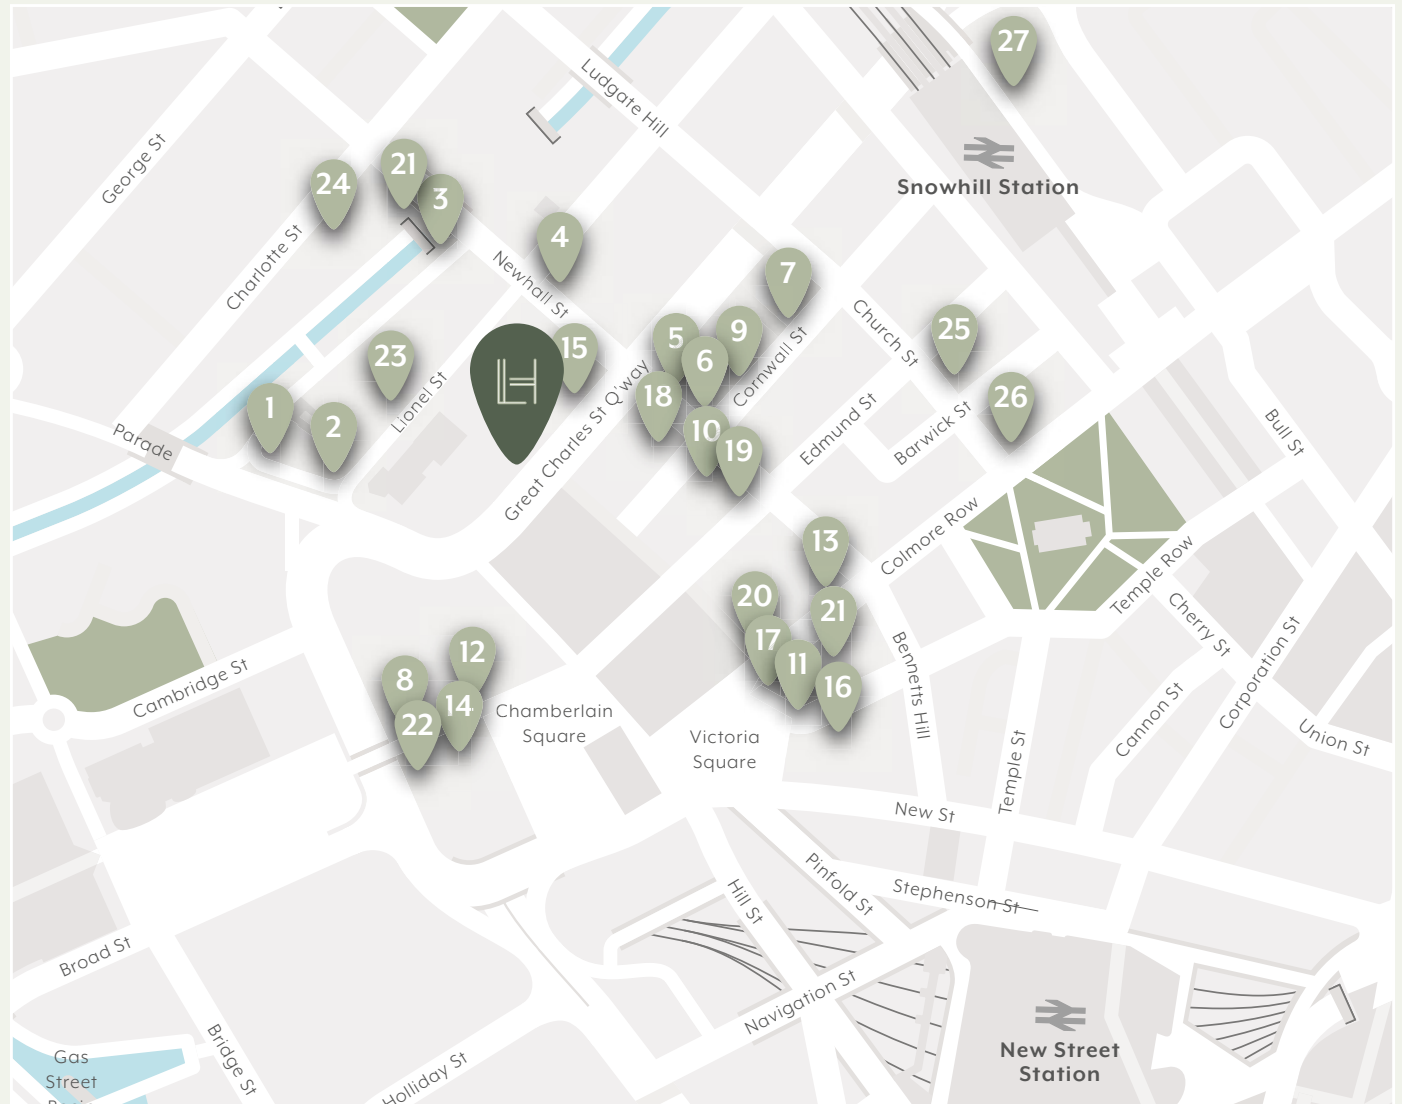 27
Ludgate Hill
Snowhill Station
George St
21
24
3
4
Charlotte St
Newhall St
7
Church St
25
5
9
6
15
23
LH
Cornwall St
26
18
1
2
Lionel St
10
19
Great Charles St Q'way
Edmund St
Barwick St
Bull St
Parade
Colmore Row
13
Temple Row
20
21
Cherry St
17
11
16
Bennetts Hill
Corporation St
12
8
14
22
Cambridge St
Chamberlain
Square
Victoria
Square
Cannon St
Union St
Temple St
New St
Pinfold St
Stephenson St
Hill St
Broad St
Navigation St
New Street
Station
Bridge St
Gas
Street
Holliday St